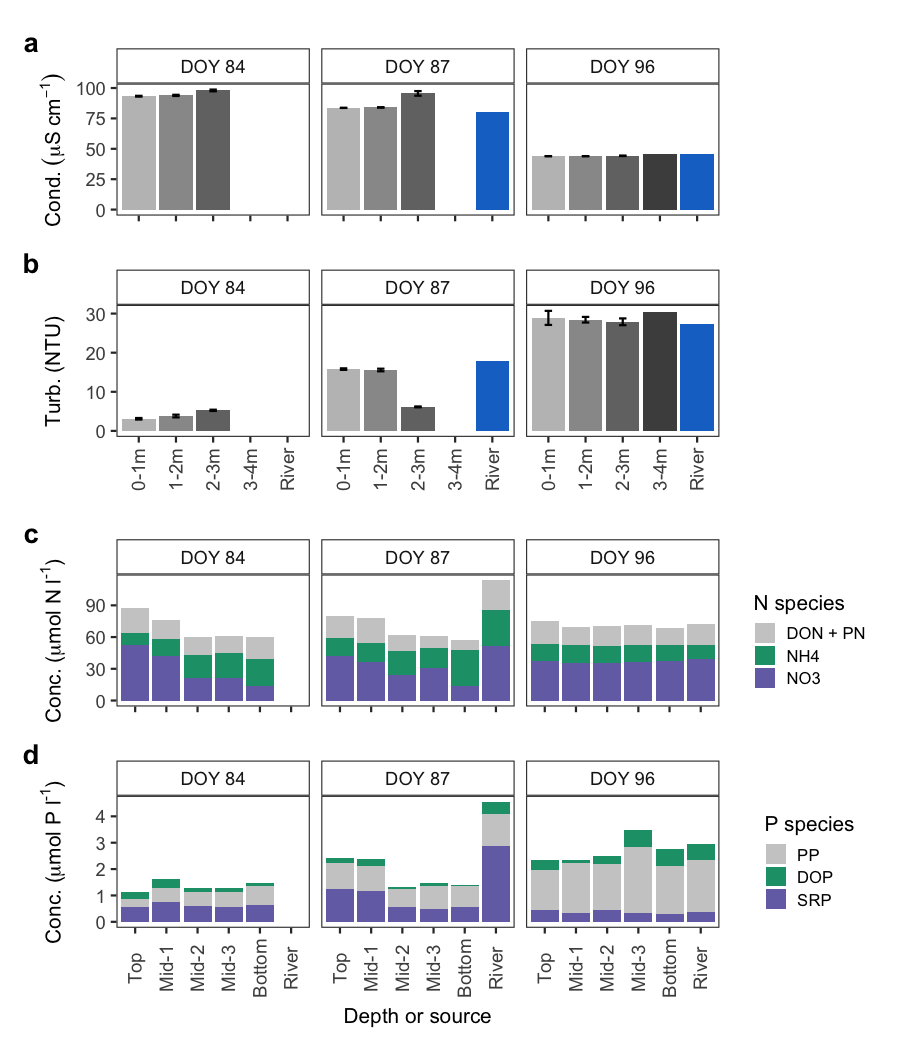 a
DOY 84 DOY 87 DOY 96
Cond. (μS cm⁻¹)
100
75
50
25
0
b
DOY 84 DOY 87 DOY 96
Turb. (NTU)
30
20
10
0
0-1m 1-2m 2-3m 3-4m River 0-1m 1-2m 2-3m 3-4m River 0-1m 1-2m 2-3m 3-4m River
c
DOY 84 DOY 87 DOY 96
Conc. (μmol N l⁻¹)
90
60
30
0
N species
DON + PN
NH4
NO3
d
DOY 84 DOY 87 DOY 96
Conc. (μmol P l⁻¹)
4
3
2
1
0
P species
PP
DOP
SRP
Top Mid-1 Mid-2 Mid-3 Bottom River Top Mid-1 Mid-2 Mid-3 Bottom River Top Mid-1 Mid-2 Mid-3 Bottom River
Depth or source